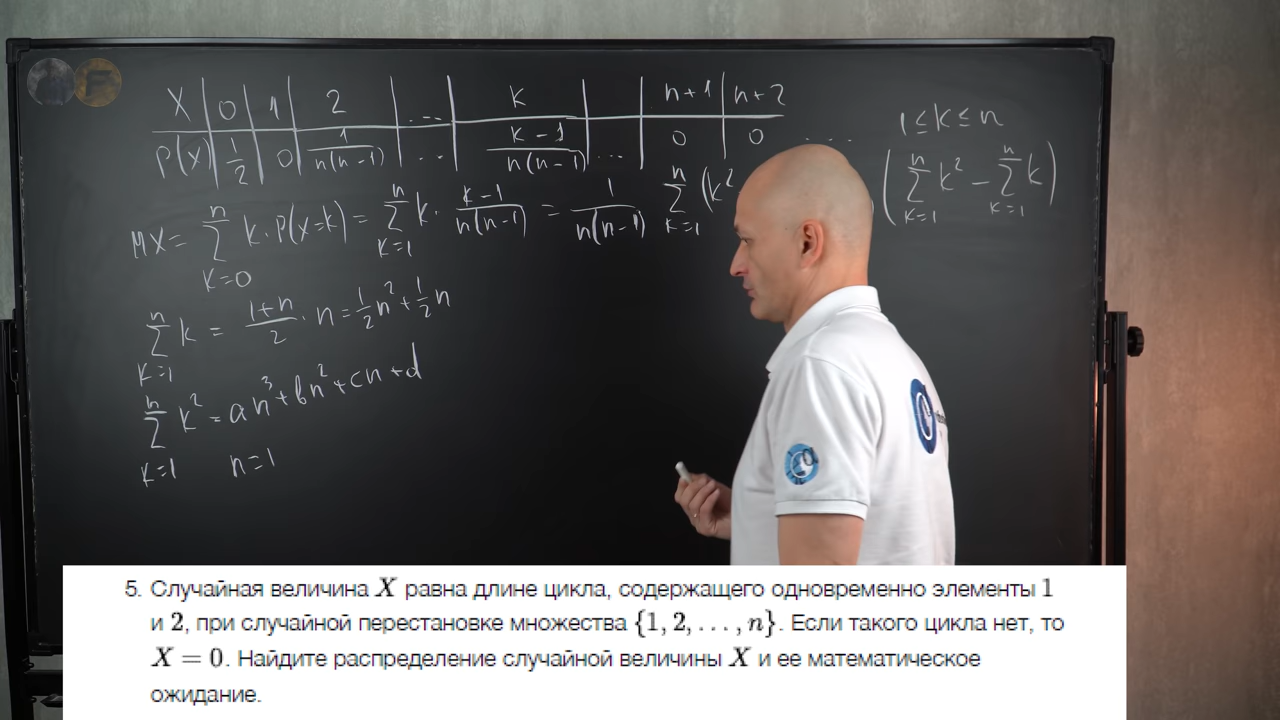 X | 0 | 1 | 2 | ... | K | | n+1 | n+2
P(x) | 1/2 | 0 | 1/(n(n-1)) | ... | (K-1)/(n(n-1)) | ... | 0 | 0 ....
1≤K≤n
MX = ∑_{K=0}^{n} K·P(x=K) = ∑_{K=1}^{n} K·(K-1)/(n(n-1)) = 1/(n(n-1)) ∑_{K=1}^{n} (K² (∑_{K=1}^{n} K² - ∑_{K=1}^{n} K)
∑_{K=1}^{n} K = (1+n)/2 · n = 1/2 n² + 1/2 n
∑_{K=1}^{n} K² = an³+bn²+cn+d
n=1
5. Случайная величина X равна длине цикла, содержащего одновременно элементы 1
и 2, при случайной перестановке множества {1, 2, . . . , n}. Если такого цикла нет, то
X = 0. Найдите распределение случайной величины X и ее математическое
ожидание.